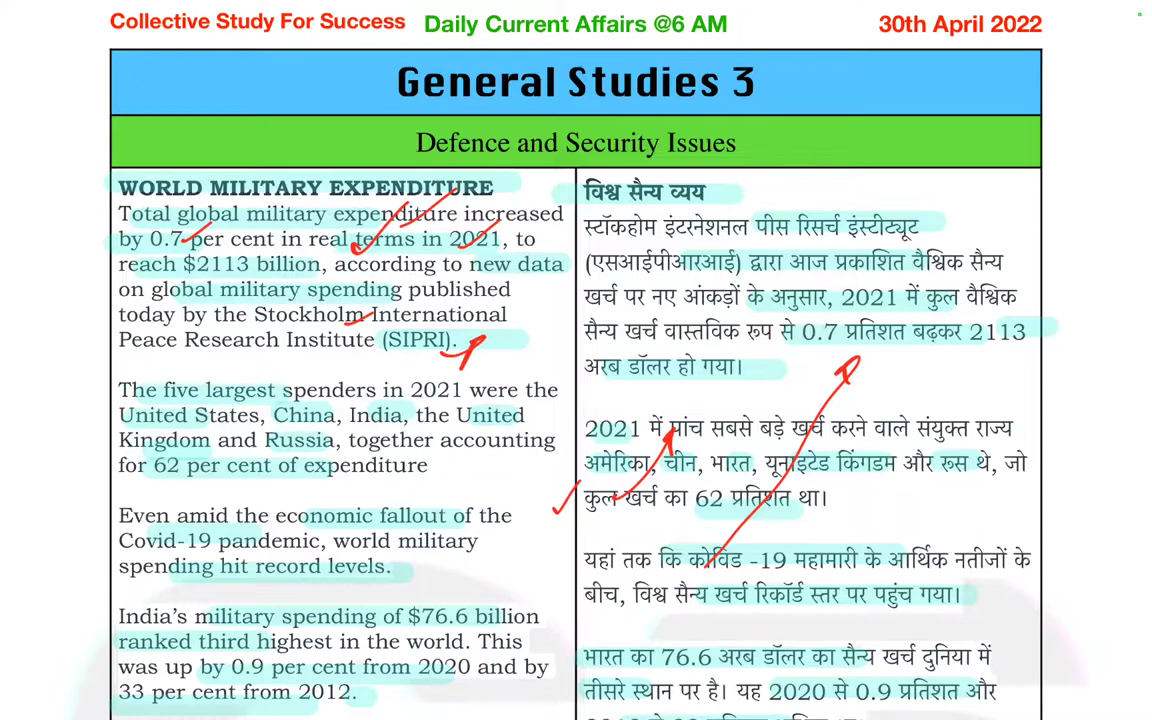 Collective Study For Success Daily Current Affairs @6 AM 30th April 2022
General Studies 3
Defence and Security Issues
WORLD MILITARY EXPENDITURE
Total global military expenditure increased
by 0.7 per cent in real terms in 2021, to
reach $2113 billion, according to new data
on global military spending published
today by the Stockholm International
Peace Research Institute (SIPRI).
The five largest spenders in 2021 were the
United States, China, India, the United
Kingdom and Russia, together accounting
for 62 per cent of expenditure
Even amid the economic fallout of the
Covid-19 pandemic, world military
spending hit record levels.
India's military spending of $76.6 billion
ranked third highest in the world. This
was up by 0.9 per cent from 2020 and by
33 per cent from 2012.
विश्व सैन्य व्यय
स्टॉकहोम इंटरनेशनल पीस रिसर्च इंस्टीट्यूट
(एसआईपीआरआई) द्वारा आज प्रकाशित वैश्विक सैन्य
खर्च पर नए आंकड़ों के अनुसार, 2021 में कुल वैश्विक
सैन्य खर्च वास्तविक रूप से 0.7 प्रतिशत बढ़कर 2113
अरब डॉलर हो गया।
2021 में पांच सबसे बड़े खर्च करने वाले संयुक्त राज्य
अमेरिका, चीन, भारत, यूनाइटेड किंगडम और रूस थे, जो
कुल खर्च का 62 प्रतिशत था।
यहां तक कि कोविड -19 महामारी के आर्थिक नतीजों के
बीच, विश्व सैन्य खर्च रिकॉर्ड स्तर पर पहुंच गया।
भारत का 76.6 अरब डॉलर का सैन्य खर्च दुनिया में
तीसरे स्थान पर है। यह 2020 से 0.9 प्रतिशत और